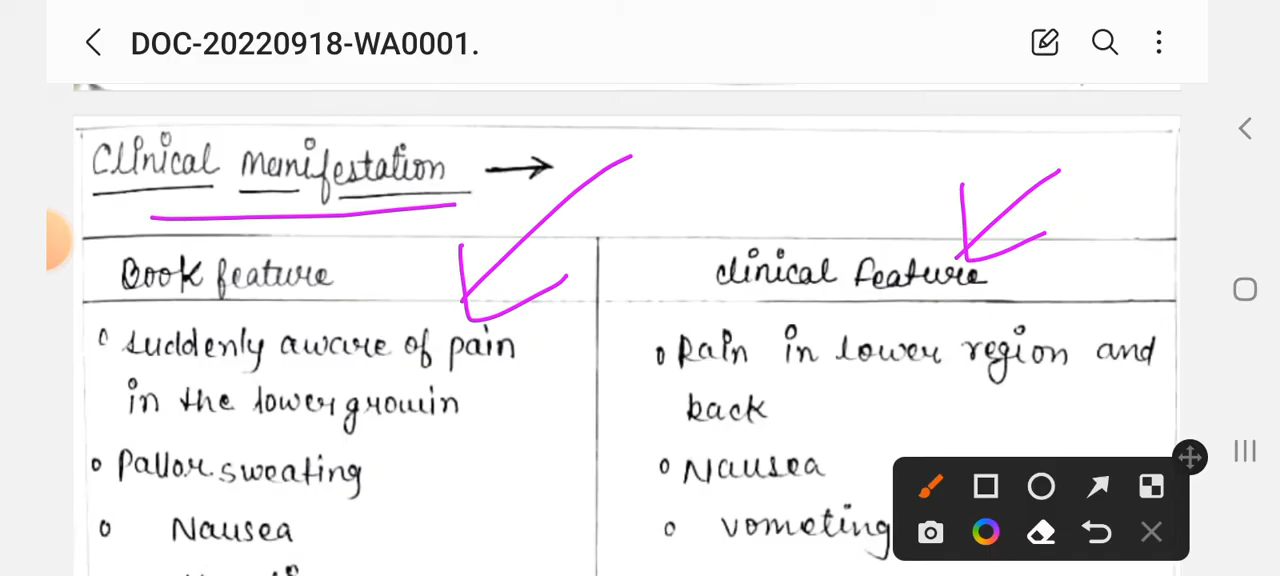 DOC-20220918-WA0001.
Clinical manifestation →
Book feature
clinical feature
suddenly aware of pain
in the lower growin
Pallor sweating
Nausea
Pain in lower region and
back
Nausea
vometing